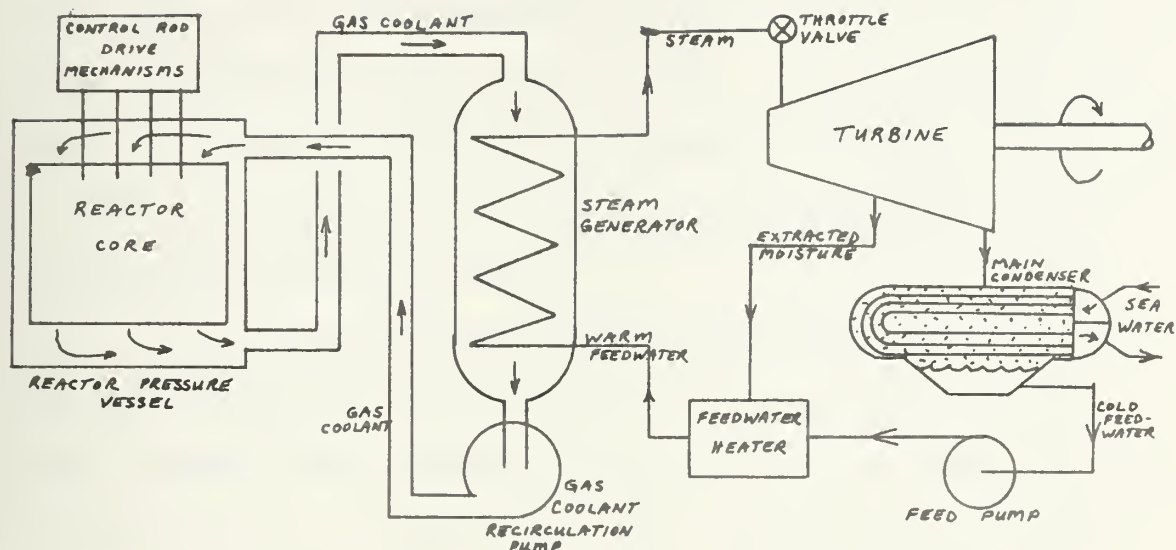 CONTROL ROD
DRIVE
MECHANISMS
GAS COOLANT
STEAM
THROTTLE
VALVE
TURBINE
REACTOR
CORE
STEAM
GENERATOR
EXTRACTED
MOISTURE
MAIN
CONDENSER
SEA
WATER
WARM
FEEDWATER
REACTOR PRESSURE
VESSEL
GAS
COOLANT
FEEDWATER
HEATER
COLD
FEED-
WATER
GAS
COOLANT
RECIRCULATION
PUMP
FEED PUMP